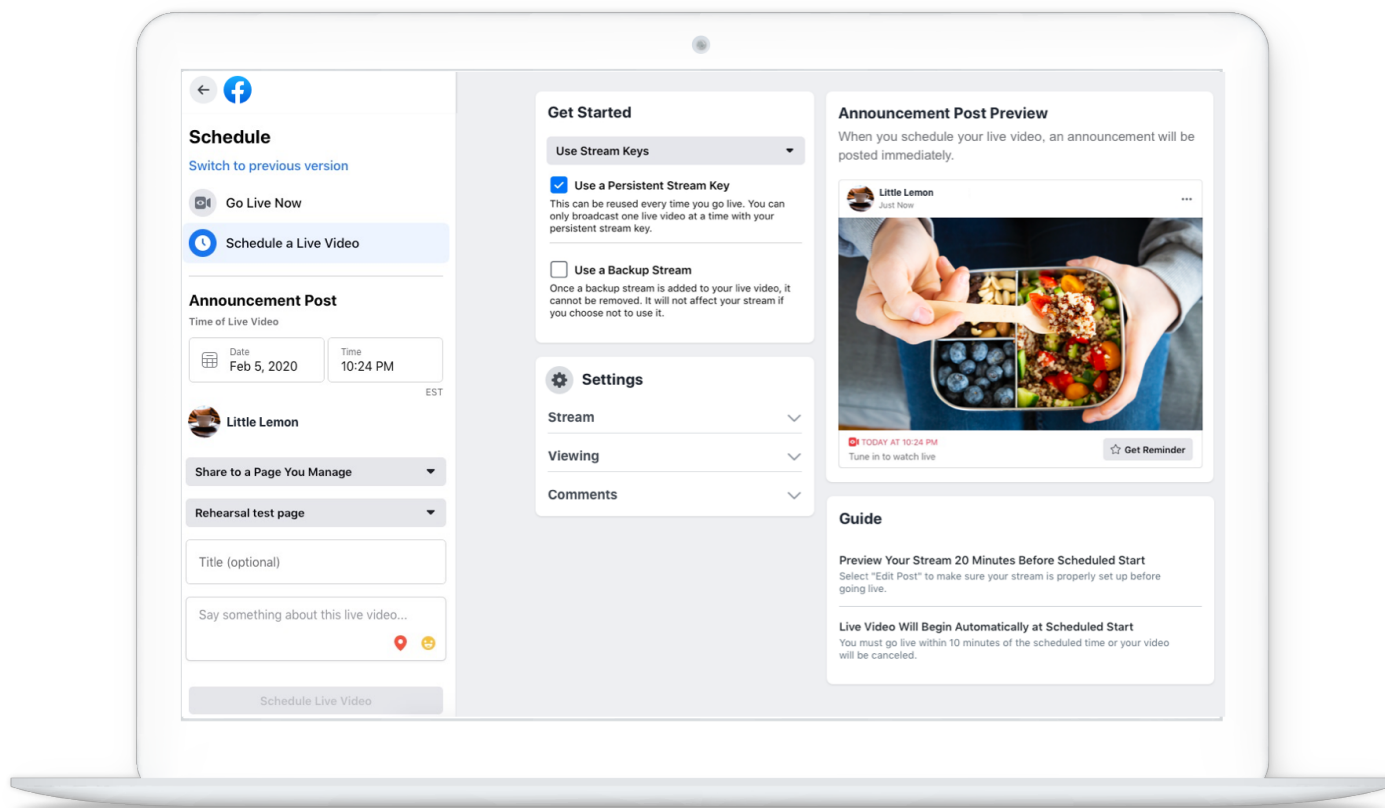 Schedule
Switch to previous version
Go Live Now
Schedule a Live Video
Announcement Post
Time of Live Video
Date
Feb 5, 2020
Time
10:24 PM
EST
Little Lemon
Share to a Page You Manage
Rehearsal test page
Title (optional)
Say something about this live video...
Schedule Live Video
Get Started
Use Stream Keys
Use a Persistent Stream Key
This can be reused every time you go live. You can
only broadcast one live video at a time with your
persistent stream key.
Use a Backup Stream
Once a backup stream is added to your live video, it
cannot be removed. It will not affect your stream if
you choose not to use it.
Settings
Stream
Viewing
Comments
Announcement Post Preview
When you schedule your live video, an announcement will be
posted immediately.
Little Lemon
Just Now
TODAY AT 10:24 PM
Tune in to watch live
Get Reminder
Guide
Preview Your Stream 20 Minutes Before Scheduled Start
Select "Edit Post" to make sure your stream is properly set up before
going live.
Live Video Will Begin Automatically at Scheduled Start
You must go live within 10 minutes of the scheduled time or your video
will be canceled.